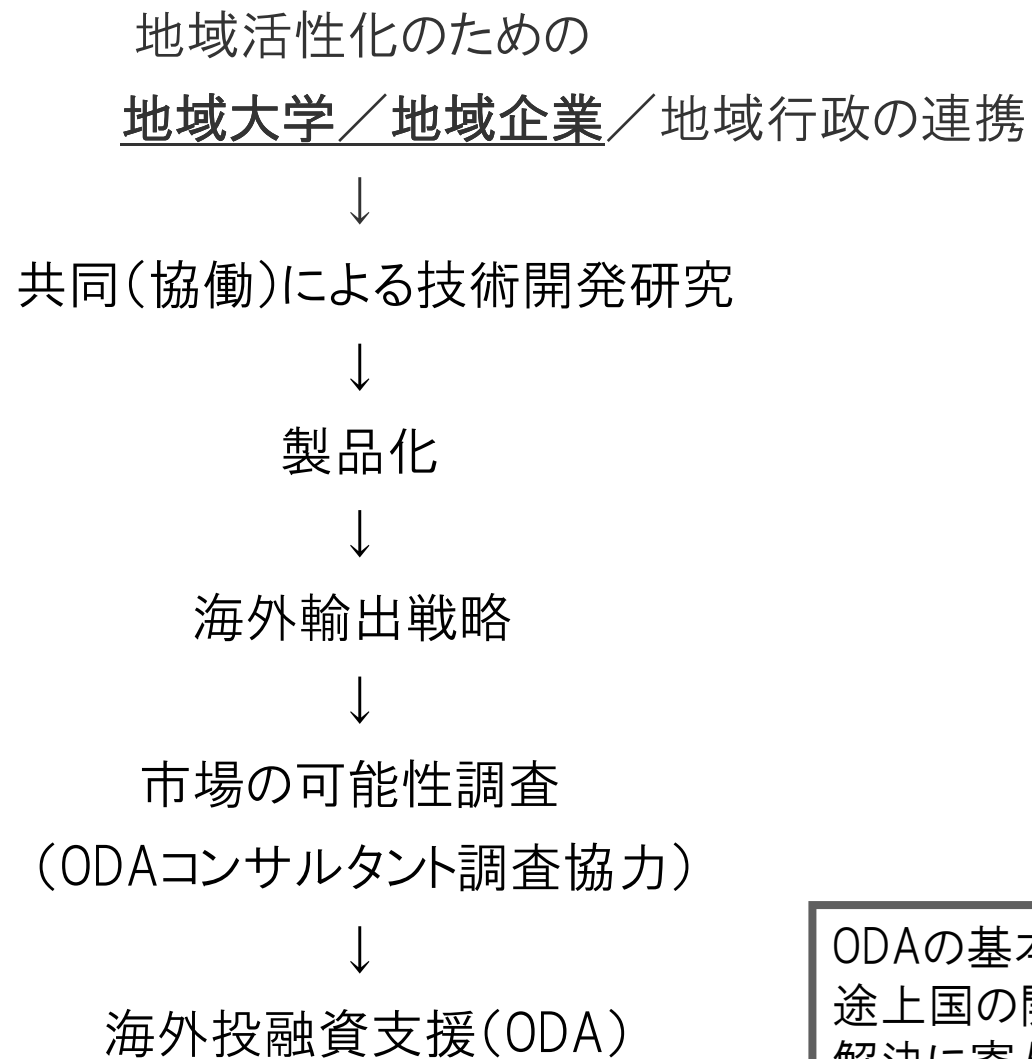 地域活性化のための
地域大学／地域企業／地域行政の連携
↓
共同(協働)による技術開発研究
↓
製品化
↓
海外輸出戦略
↓
市場の可能性調査
(ODAコンサルタント調査協力)
↓
海外投融資支援(ODA)
ODAの基
途上国の
解決に寄